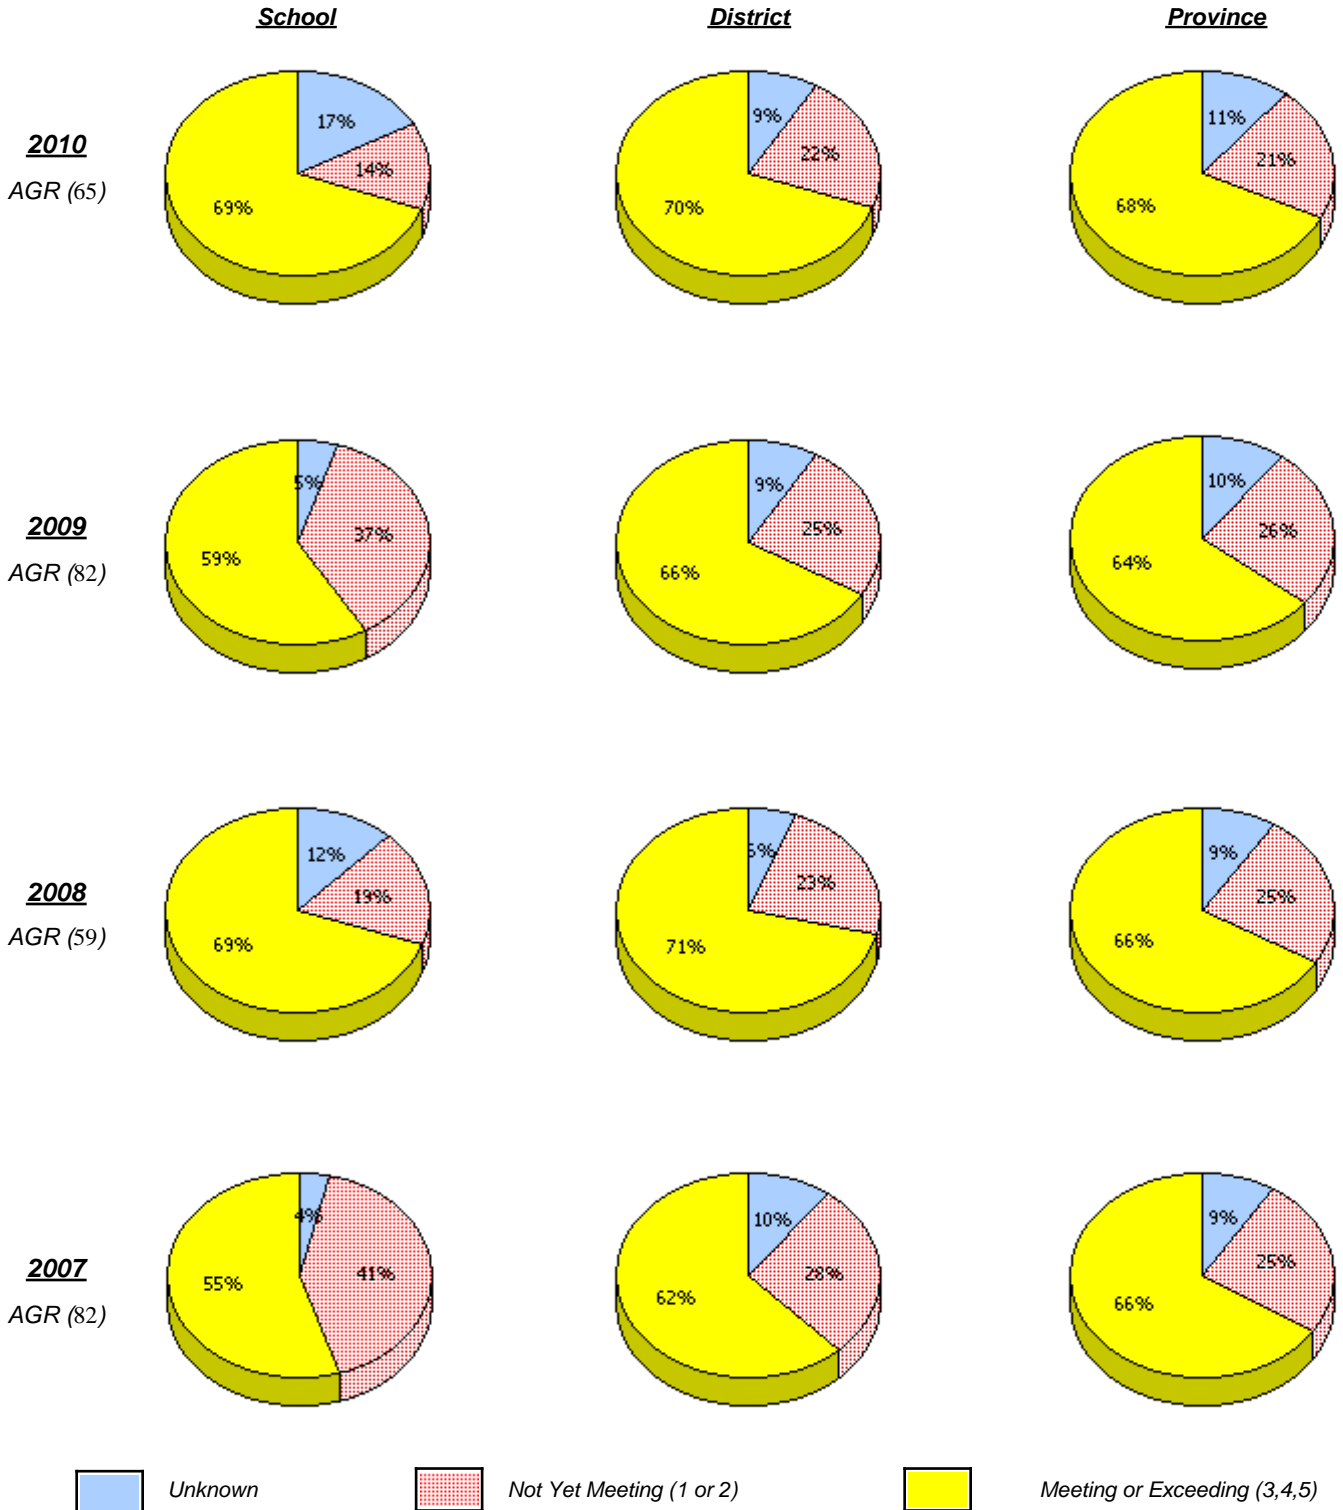 School District Province
17% 9% 11%
2010 14% 22% 21%
AGR (65) 69% 70% 68%
5% 9% 10%
2009 37% 25% 26%
AGR (82) 59% 66% 64%
12% 9%
2008 19% 23% 25%
AGR (59) 69% 71% 66%
4% 10% 9%
2007 41% 28% 25%
AGR (82) 55% 62% 66%
Unknown Not Yet Meeting (1 or 2) Meeting or Exceeding (3,4,5)